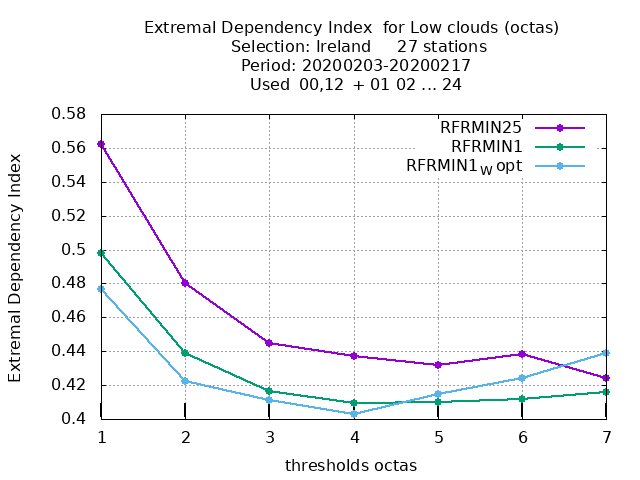 Extremal Dependency Index for Low clouds (octas)
Selection: Ireland 27 stations
Period: 20200203-20200217
Used 00,12 + 01 02 ... 24
RFRMIN25
RFRMIN1
RFRMIN1W opt
Extremal Dependency Index
0.58
0.56
0.54
0.52
0.5
0.48
0.46
0.44
0.42
0.4
1 2 3 4 5 6 7
thresholds octas